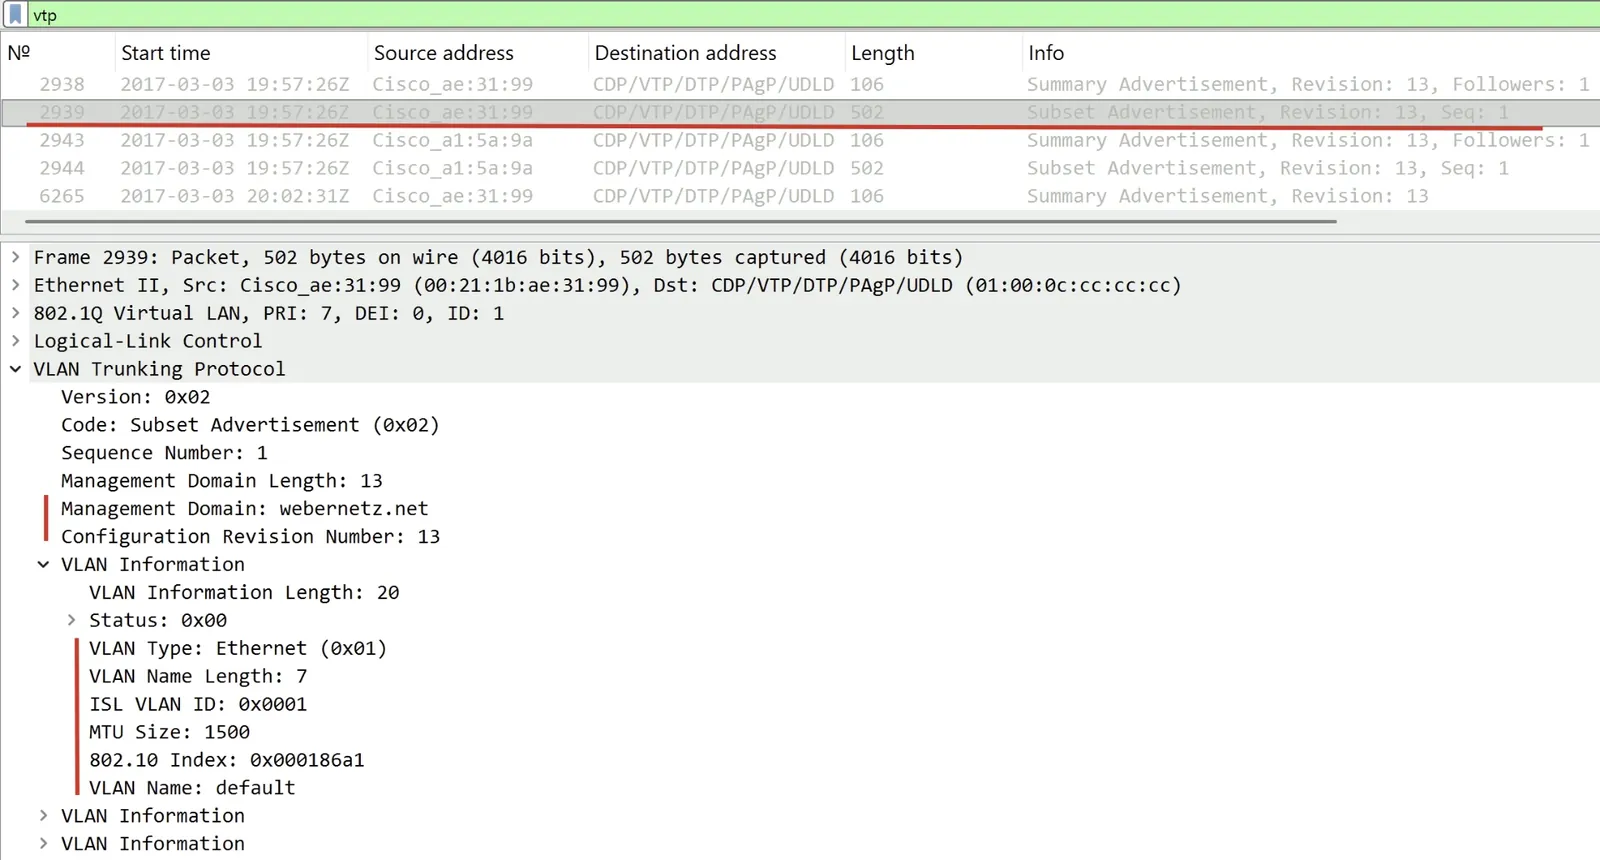 vtp
№ Start time Source address Destination address Length Info
2938 2017-03-03 19:57:26Z Cisco_ae:31:99 CDP/VTP/DTP/PAgP/UDLD 106 Summary Advertisement, Revision: 13, Followers: 1
2939 2017-03-03 19:57:26Z Cisco_ae:31:99 CDP/VTP/DTP/PAgP/UDLD 502 Subset Advertisement, Revision: 13, Seq: 1
2943 2017-03-03 19:57:26Z Cisco_a1:5a:9a CDP/VTP/DTP/PAgP/UDLD 106 Summary Advertisement, Revision: 13, Followers: 1
2944 2017-03-03 19:57:26Z Cisco_a1:5a:9a CDP/VTP/DTP/PAgP/UDLD 502 Subset Advertisement, Revision: 13, Seq: 1
6265 2017-03-03 20:02:31Z Cisco_ae:31:99 CDP/VTP/DTP/PAgP/UDLD 106 Summary Advertisement, Revision: 13
Frame 2939: Packet, 502 bytes on wire (4016 bits), 502 bytes captured (4016 bits)
Ethernet II, Src: Cisco_ae:31:99 (00:21:1b:ae:31:99), Dst: CDP/VTP/DTP/PAgP/UDLD (01:00:0c:cc:cc:cc)
802.1Q Virtual LAN, PRI: 7, DEI: 0, ID: 1
Logical-Link Control
VLAN Trunking Protocol
Version: 0x02
Code: Subset Advertisement (0x02)
Sequence Number: 1
Management Domain Length: 13
Management Domain: webernetz.net
Configuration Revision Number: 13
VLAN Information
VLAN Information Length: 20
Status: 0x00
VLAN Type: Ethernet (0x01)
VLAN Name Length: 7
ISL VLAN ID: 0x0001
MTU Size: 1500
802.10 Index: 0x000186a1
VLAN Name: default
VLAN Information
VLAN Information